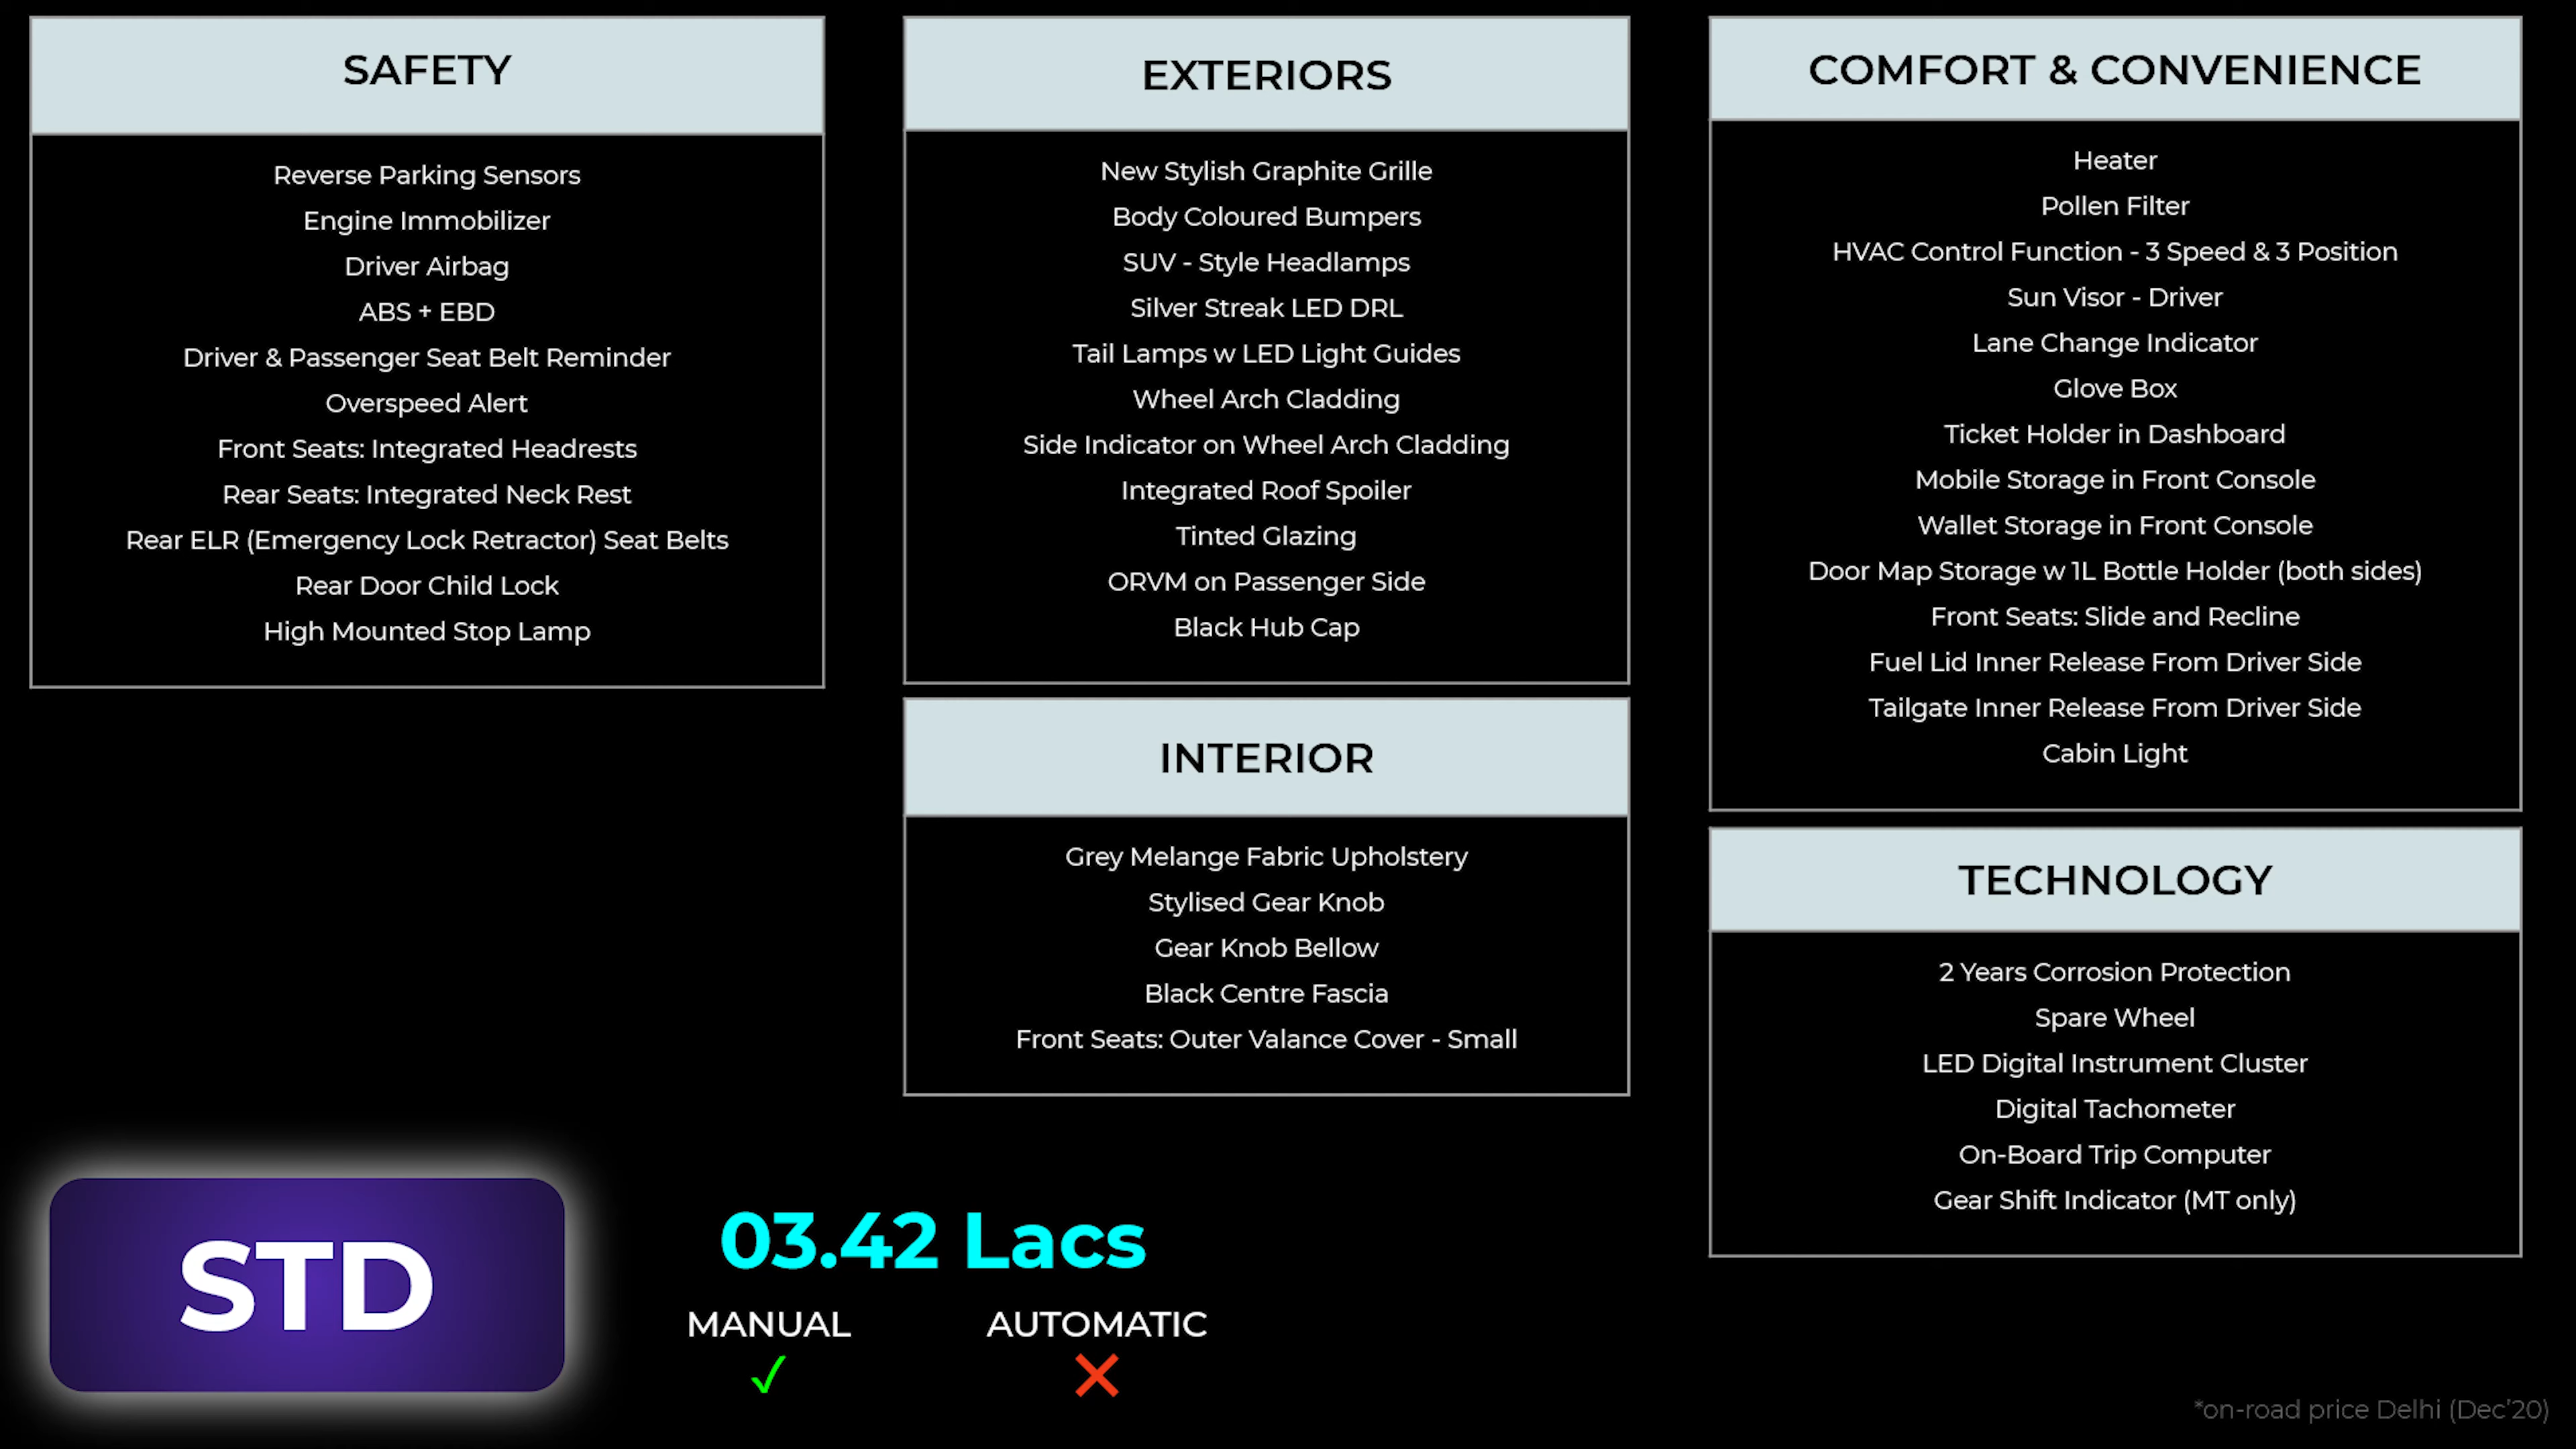 SAFETY
Reverse Parking Sensors
Engine Immobilizer
Driver Airbag
ABS + EBD
Driver & Passenger Seat Belt Reminder
Overspeed Alert
Front Seats: Integrated Headrests
Rear Seats: Integrated Neck Rest
Rear ELR (Emergency Lock Retractor) Seat Belts
Rear Door Child Lock
High Mounted Stop Lamp
EXTERIORS
New Stylish Graphite Grille
Body Coloured Bumpers
SUV - Style Headlamps
Silver Streak LED DRL
Tail Lamps w LED Light Guides
Wheel Arch Cladding
Side Indicator on Wheel Arch Cladding
Integrated Roof Spoiler
Tinted Glazing
ORVM on Passenger Side
Black Hub Cap
INTERIOR
Grey Melange Fabric Upholstery
Stylised Gear Knob
Gear Knob Bellow
Black Centre Fascia
Front Seats: Outer Valance Cover - Small
COMFORT & CONVENIENCE
Heater
Pollen Filter
HVAC Control Function - 3 Speed & 3 Position
Sun Visor - Driver
Lane Change Indicator
Glove Box
Ticket Holder in Dashboard
Mobile Storage in Front Console
Wallet Storage in Front Console
Door Map Storage w 1L Bottle Holder (both sides)
Front Seats: Slide and Recline
Fuel Lid Inner Release From Driver Side
Tailgate Inner Release From Driver Side
Cabin Light
TECHNOLOGY
2 Years Corrosion Protection
Spare Wheel
LED Digital Instrument Cluster
Digital Tachometer
On-Board Trip Computer
Gear Shift Indicator (MT only)
STD
03.42 Lacs
MANUAL AUTOMATIC
✓ ✕
*on-road price Delhi (Dec'20)